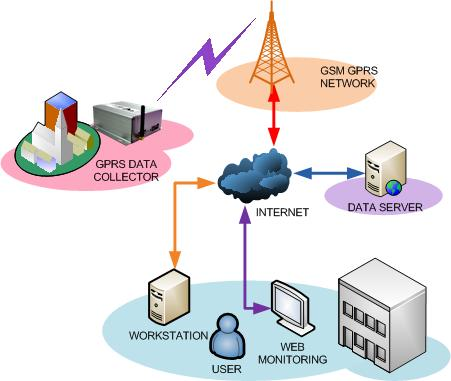 GSM GPRS
NETWORK
GPRS DATA
COLLECTOR
INTERNET
DATA SERVER
WORKSTATION
USER
WEB
MONITORING